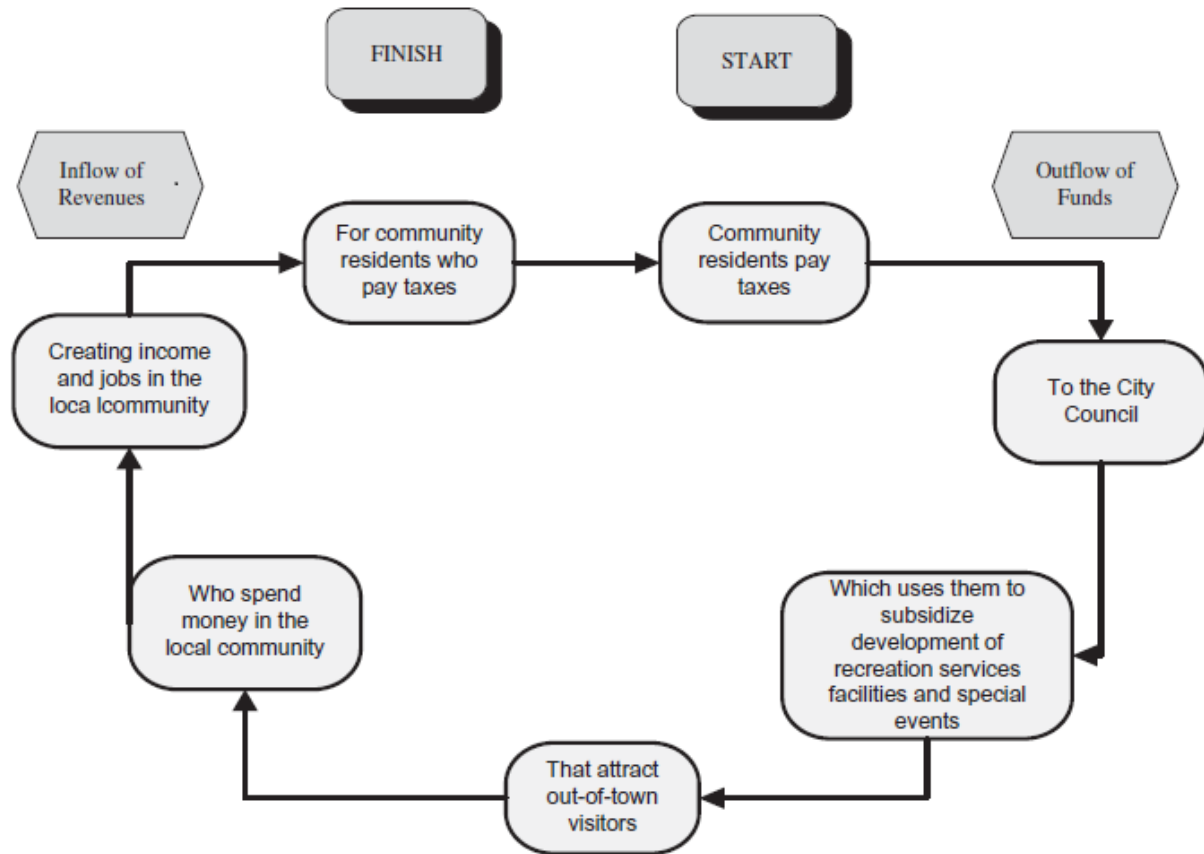 FINISH
START
Inflow of
Revenues
Outflow of
Funds
For community
residents who
pay taxes
Community
residents pay
taxes
Creating income
and jobs in the
loca lcommunity
To the City
Council
Who spend
money in the
local community
Which uses them to
subsidize
development of
recreation services
facilities and special
events
That attract
out-of-town
visitors